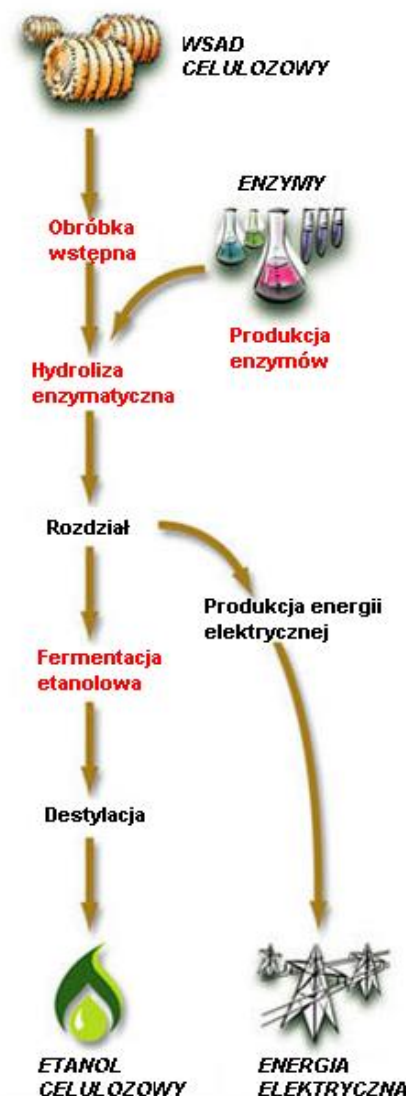 WSAD
CELULOZOWY
ENZYMY
Obróbka
wstępna
Produkcja
enzymów
Hydroliza
enzymatyczna
Rozdział
Produkcja energii
elektrycznej
Fermentacja
etanolowa
Destylacja
ETANOL
CELULOZOWY
ENERGIA
ELEKTRYCZNA